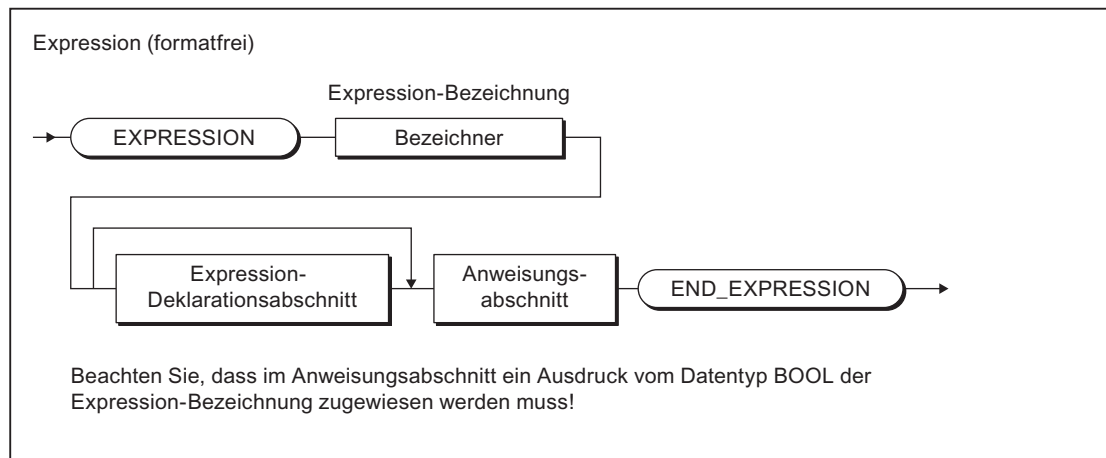 Expression (formatfrei)
Expression-Bezeichnung
EXPRESSION
Bezeichner
Expression-
Deklarationsabschnitt
Anweisungs-
abschnitt
END_EXPRESSION
Beachten Sie, dass im Anweisungsabschnitt ein Ausdruck vom Datentyp BOOL der
Expression-Bezeichnung zugewiesen werden muss!